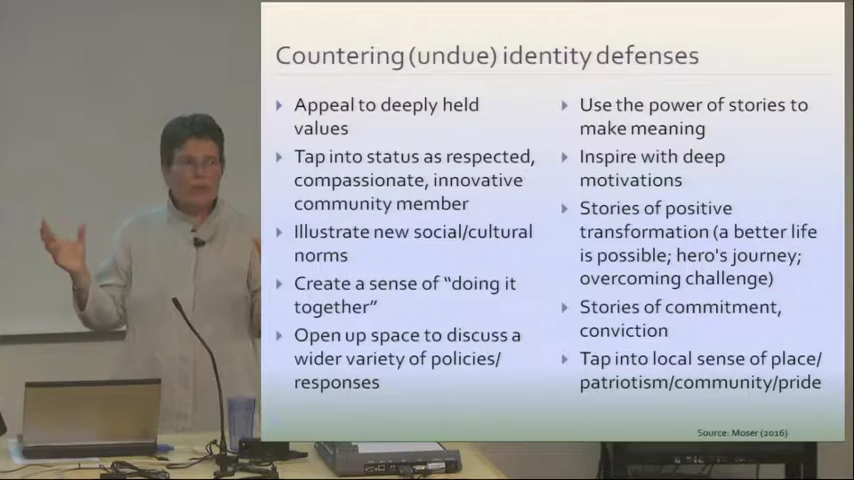 Countering (undue) identity defenses
Appeal to deeply held
values
Tap into status as respected,
compassionate, innovative
community member
Illustrate new social/cultural
norms
Create a sense of "doing it
together"
Open up space to discuss a
wider variety of policies/
responses
Use the power of stories to
make meaning
Inspire with deep
motivations
Stories of positive
transformation (a better life
is possible; hero's journey;
overcoming challenge)
Stories of commitment,
conviction
Tap into local sense of place/
patriotism/community/pride
Source: Moser (2016)